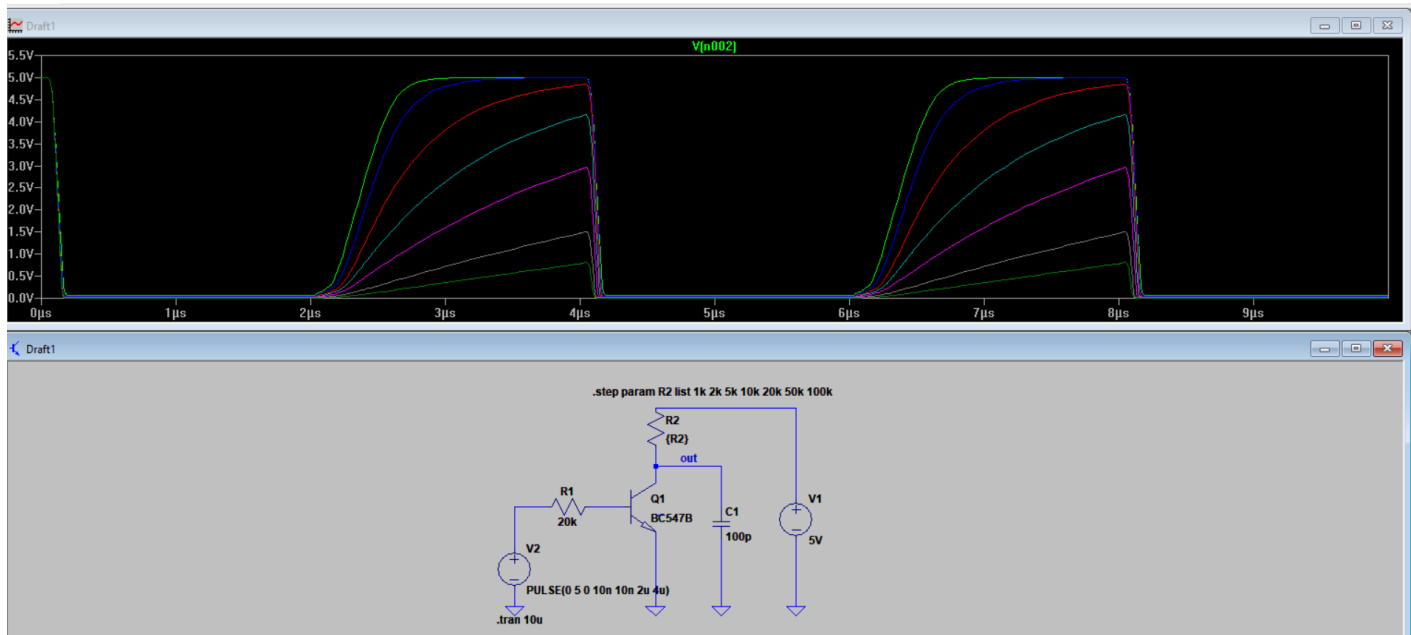 Draft1
V(n002)
5.5V
5.0V
4.5V
4.0V
3.5V
3.0V
2.5V
2.0V
1.5V
1.0V
0.5V
0.0V
0µs 1µs 2µs 3µs 4µs 5µs 6µs 7µs 8µs 9µs
Draft1
.step param R2 list 1k 2k 5k 10k 20k 50k 100k
R2
{R2}
out
R1
20k
Q1
BC547B
C1
100p
V1
5V
V2
PULSE(0 5 0 10n 10n 2u 4u)
.tran 10u